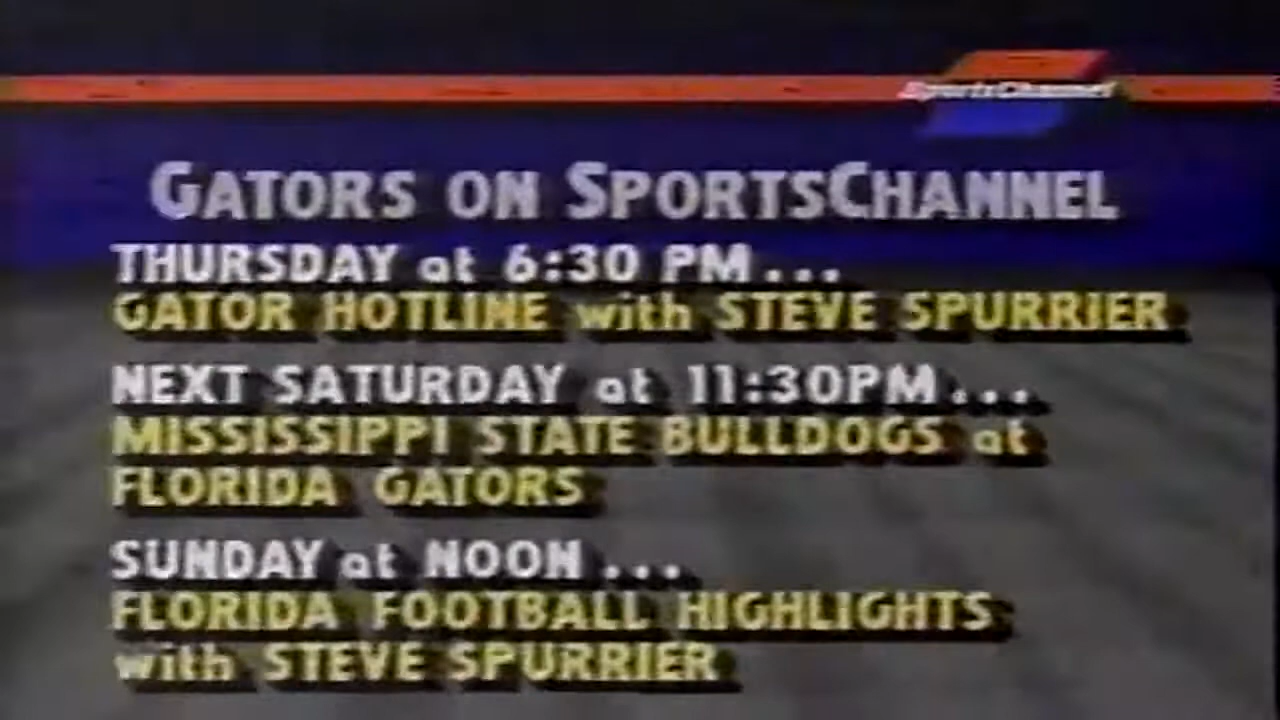 SportsChannel
GATORS ON SPORTSCHANNEL
THURSDAY at 6:30 PM...
GATOR HOTLINE with STEVE SPURRIER
NEXT SATURDAY at 11:30PM...
MISSISSIPPI STATE BULLDOGS at
FLORIDA GATORS
SUNDAY at NOON...
FLORIDA FOOTBALL HIGHLIGHTS
with STEVE SPURRIER